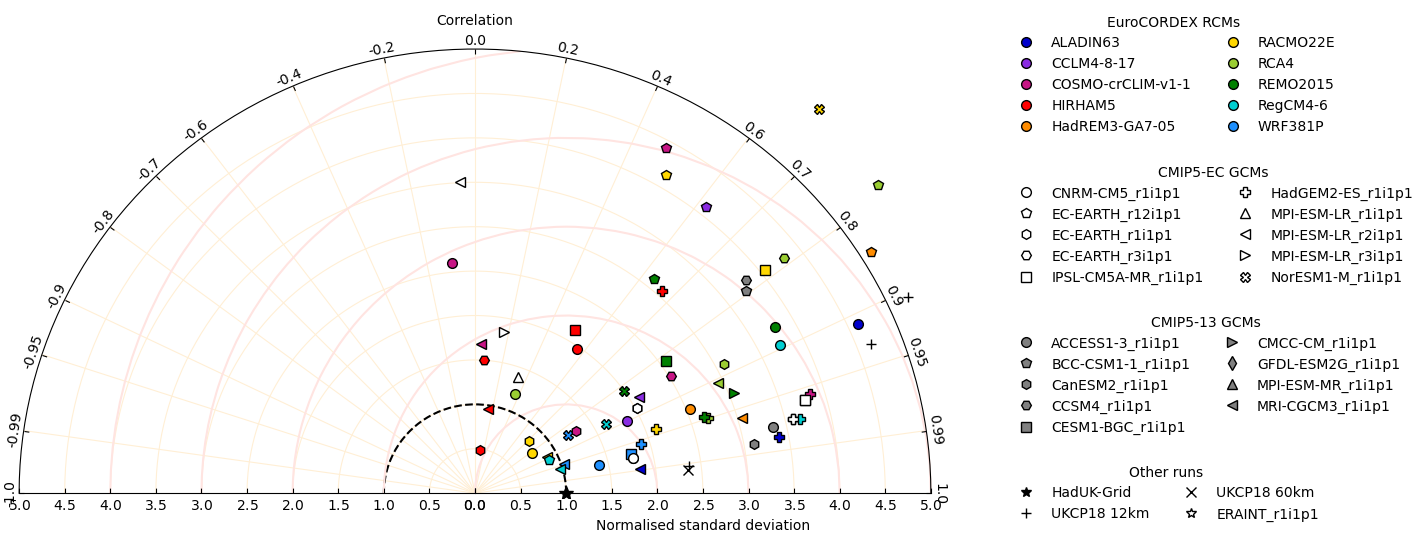 Correlation
-0.2 0.0 0.2
-0.4 0.4
-0.6 0.6
-0.7 0.7
-0.8 0.8
-0.9 0.9
-0.95 0.95
-0.99 0.99
-1.0 1.0
5.0 4.5 4.0 3.5 3.0 2.5 2.0 1.5 1.0 0.5 0.0 0.5 1.0 1.5 2.0 2.5 3.0 3.5 4.0 4.5 5.0
Normalised standard deviation
EuroCORDEX RCMs
ALADIN63 RACMO22E
CCLM4-8-17 RCA4
COSMO-crCLIM-v1-1 REMO2015
HIRHAM5 RegCM4-6
HadREM3-GA7-05 WRF381P
CMIP5-EC GCMs
CNRM-CM5_r1i1p1 HadGEM2-ES_r1i1p1
EC-EARTH_r12i1p1 MPI-ESM-LR_r1i1p1
EC-EARTH_r1i1p1 MPI-ESM-LR_r2i1p1
EC-EARTH_r3i1p1 MPI-ESM-LR_r3i1p1
IPSL-CM5A-MR_r1i1p1 NorESM1-M_r1i1p1
CMIP5-13 GCMs
ACCESS1-3_r1i1p1 CMCC-CM_r1i1p1
BCC-CSM1-1_r1i1p1 GFDL-ESM2G_r1i1p1
CanESM2_r1i1p1 MPI-ESM-MR_r1i1p1
CCSM4_r1i1p1 MRI-CGCM3_r1i1p1
CESM1-BGC_r1i1p1
Other runs
HadUK-Grid UKCP18 60km
UKCP18 12km ERAINT_r1i1p1